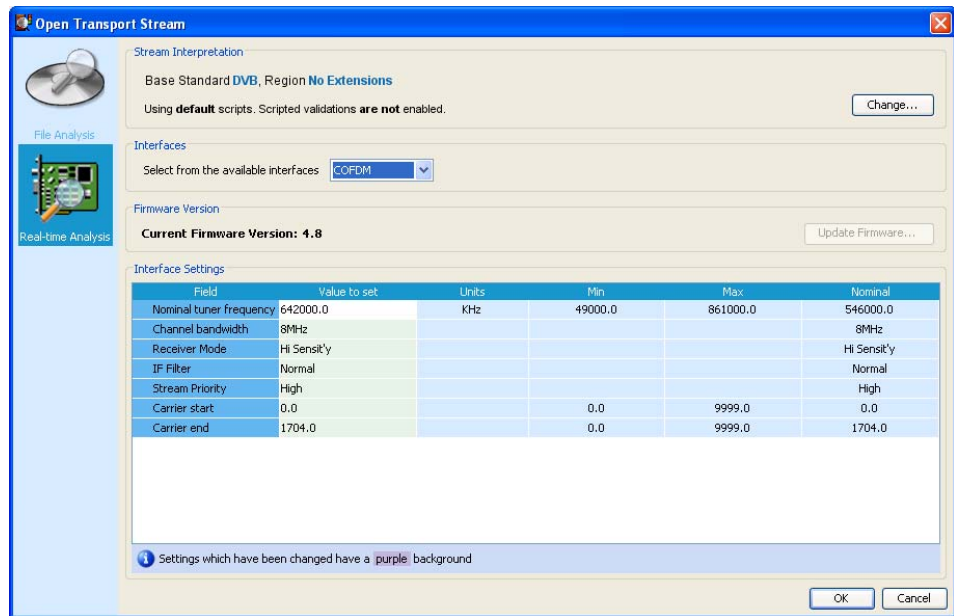 Open Transport Stream
File Analysis
Real-time Analysis
Stream Interpretation
Base Standard DVB, Region No Extensions
Using default scripts. Scripted validations are not enabled.
Change...
Interfaces
Select from the available interfaces COFDM
Firmware Version
Current Firmware Version: 4.8
Update Firmware...
Interface Settings
Field Value to set Units Min Max Nominal
Nominal tuner frequency 642000.0 KHz 49000.0 861000.0 546000.0
Channel bandwidth 8MHz 8MHz
Receiver Mode Hi Sensit'y Hi Sensit'y
IF Filter Normal Normal
Stream Priority High High
Carrier start 0.0 0.0 9999.0 0.0
Carrier end 1704.0 0.0 9999.0 1704.0
Settings which have been changed have a purple background
OK Cancel